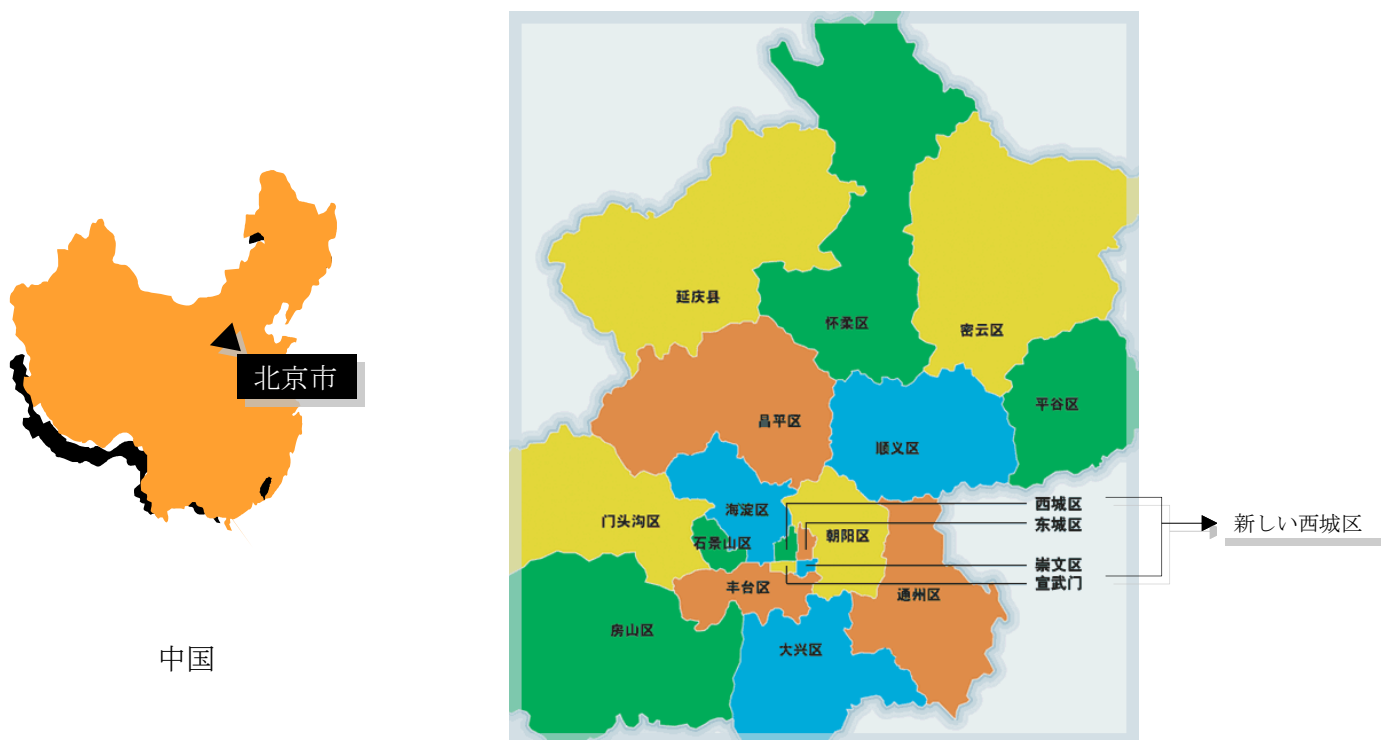 北京市
中国
延庆县
怀柔区
密云区
平谷区
昌平区
顺义区
海淀区
门头沟区
石景山区
朝阳区
西城区
东城区
崇文区
宣武门
新しい西城区
丰台区
通州区
房山区
大兴区